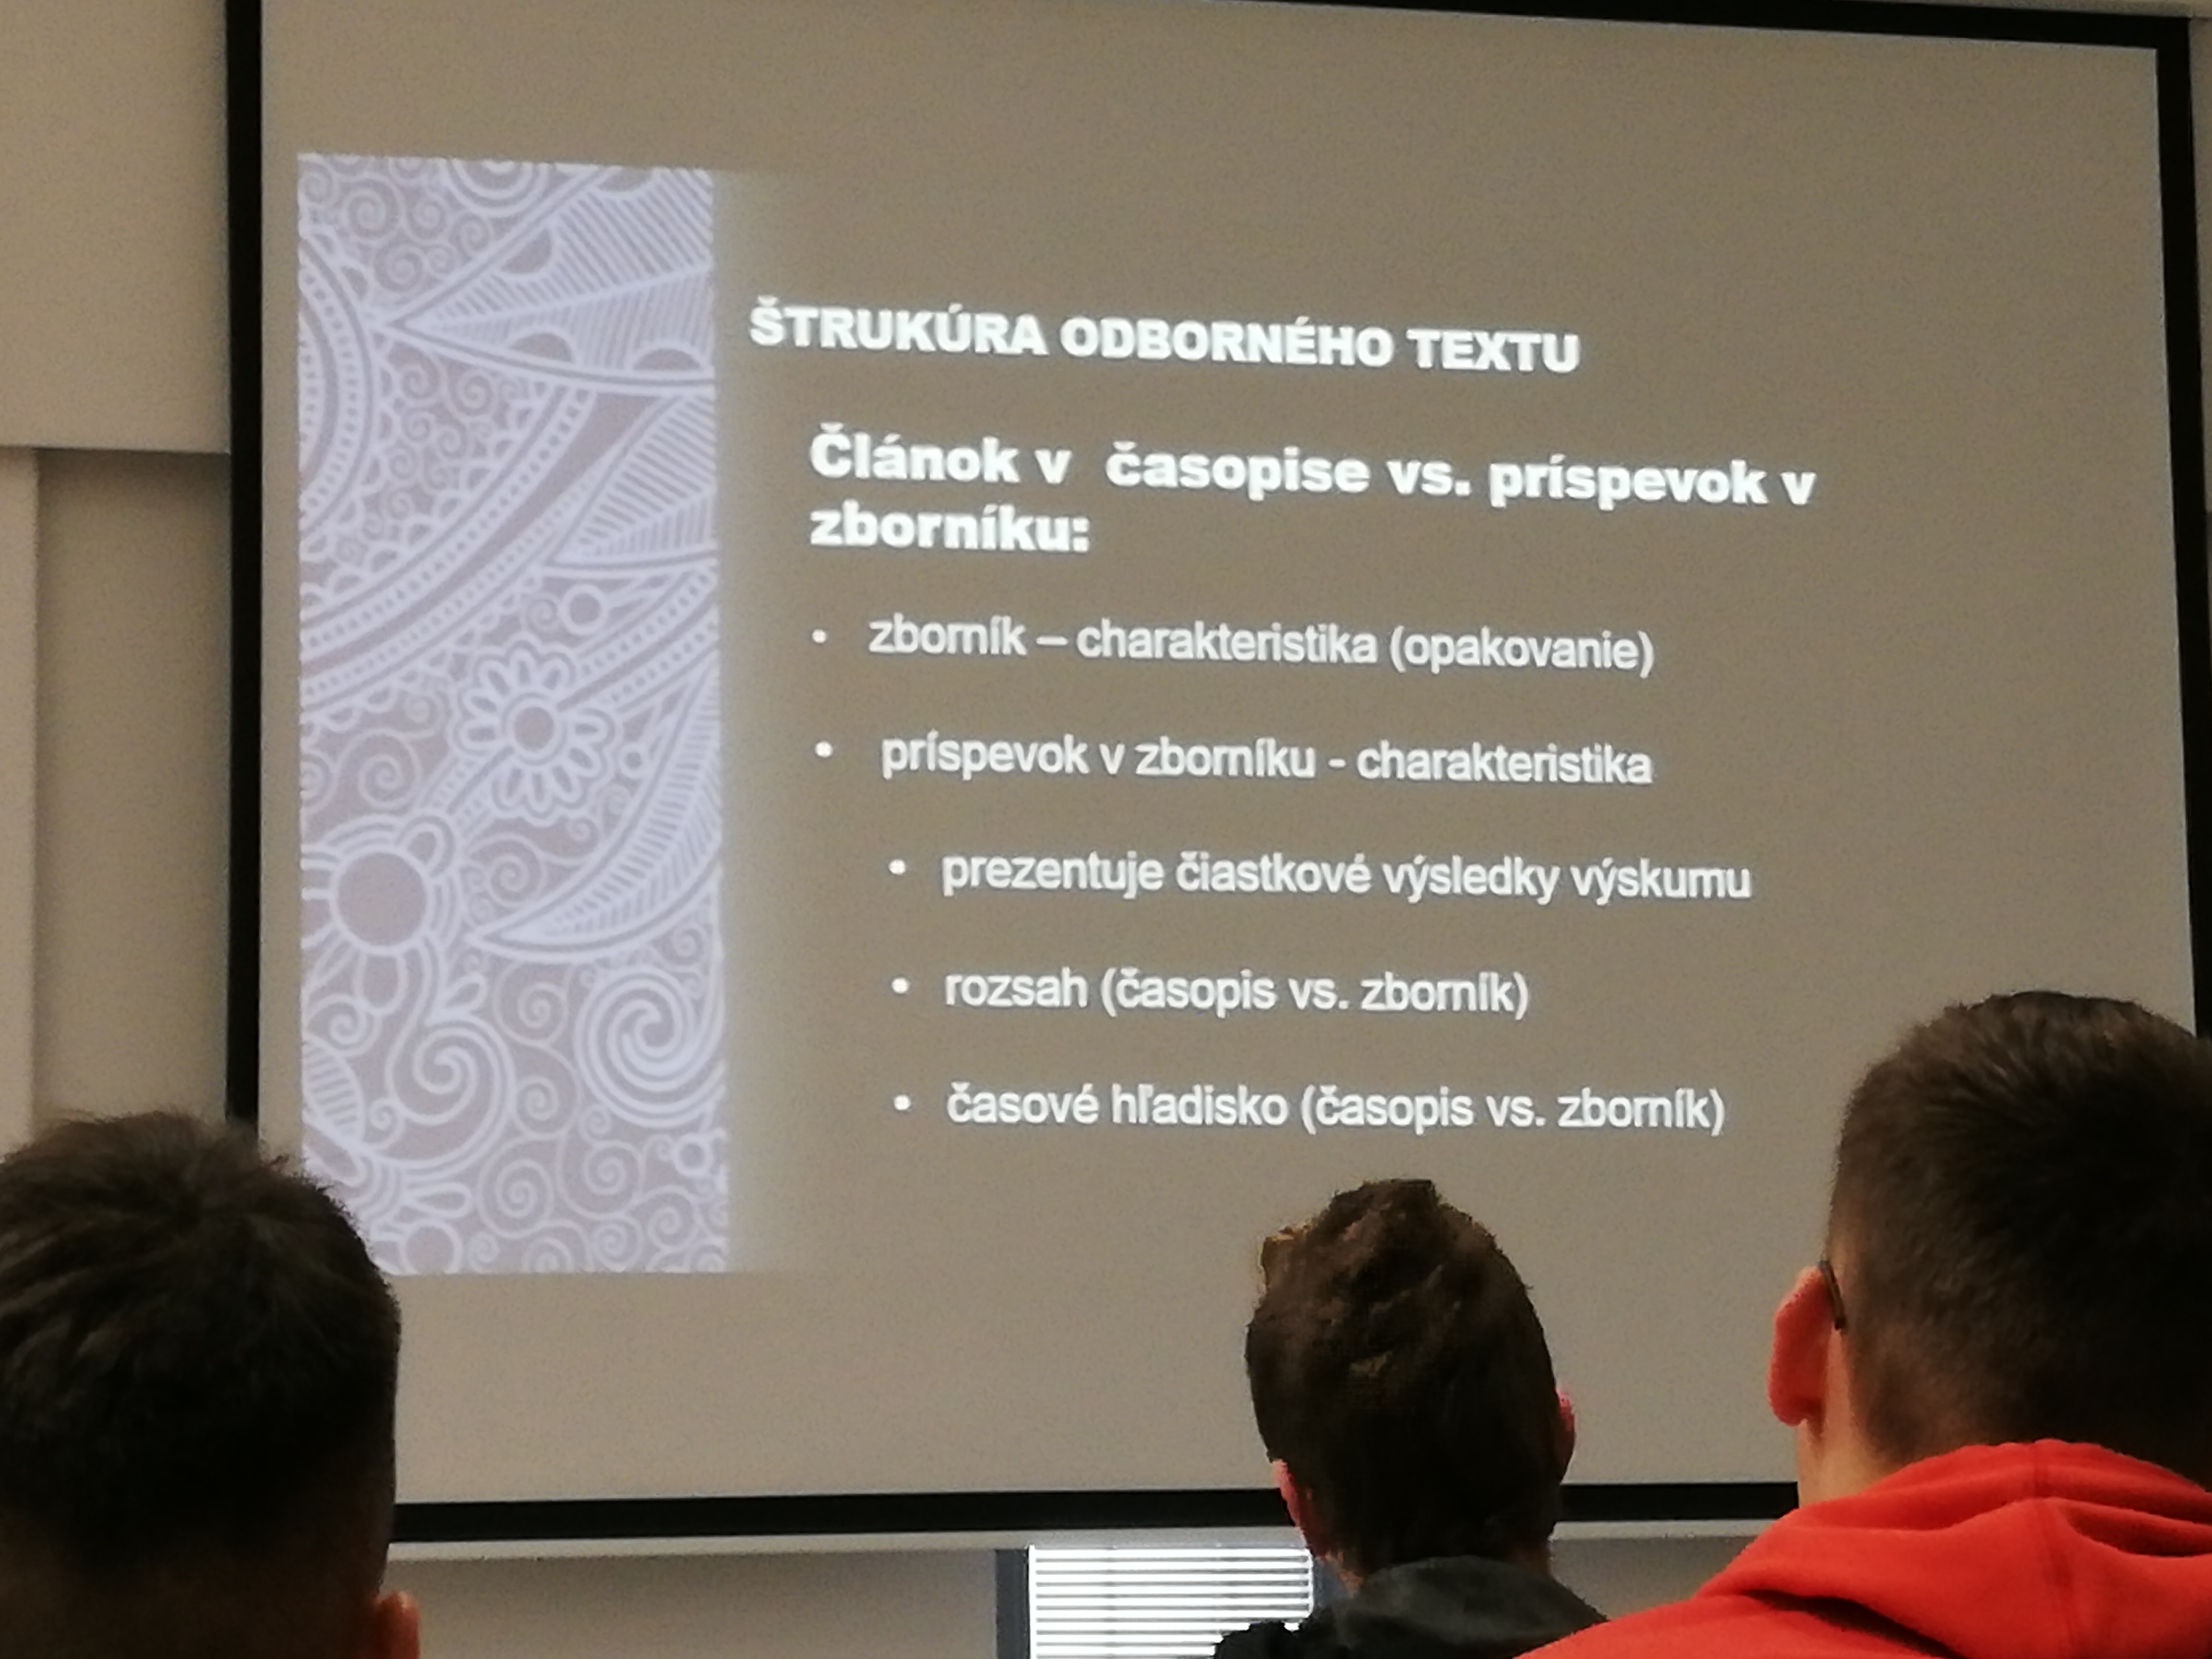 ŠTRUKÚRA ODBORNÉHO TEXTU
Článok v časopise vs. príspevok v
zborníku:
• zborník – charakteristika (opakovanie)
• príspevok v zborníku - charakteristika
• prezentuje čiastkové výsledky výskumu
• rozsah (časopis vs. zborník)
• časové hľadisko (časopis vs. zborník)